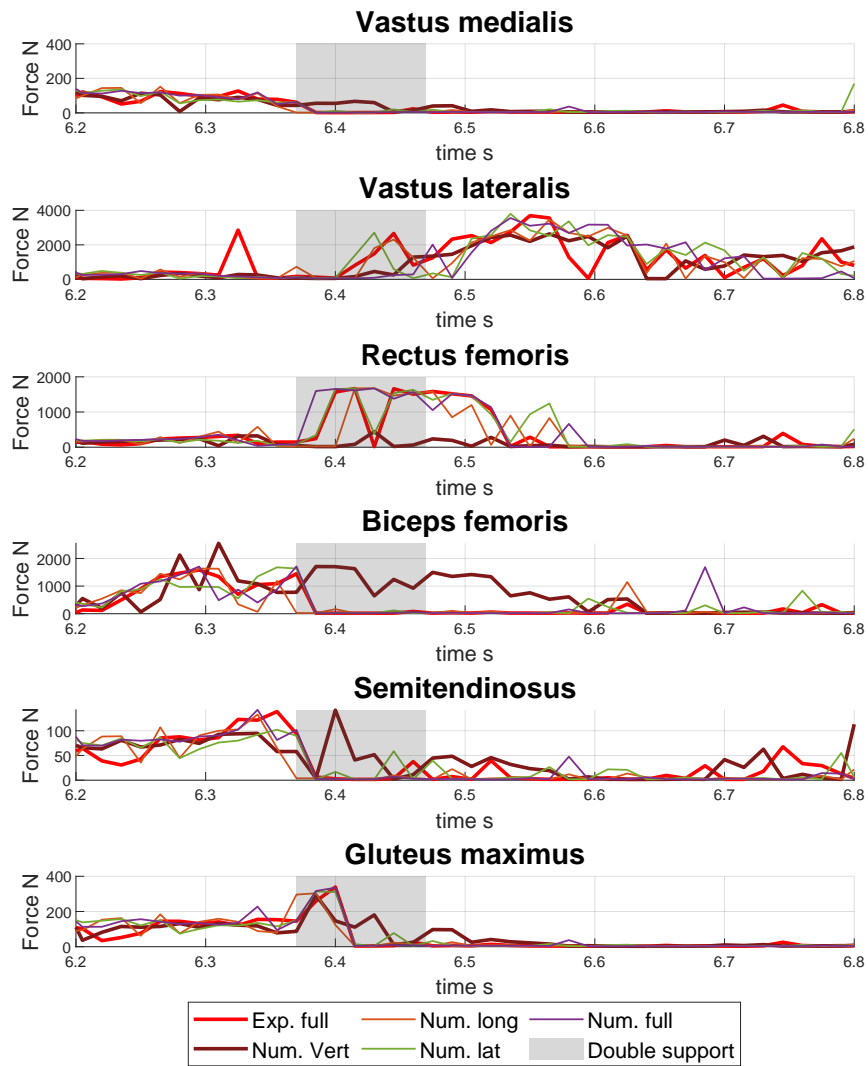 Vastus medialis
400
200
0
Force N
6.2 6.3 6.4 6.5 6.6 6.7 6.8
time s
Vastus lateralis
4000
2000
0
Force N
6.2 6.3 6.4 6.5 6.6 6.7 6.8
time s
Rectus femoris
2000
1000
0
Force N
6.2 6.3 6.4 6.5 6.6 6.7 6.8
time s
Biceps femoris
2000
1000
0
Force N
6.2 6.3 6.4 6.5 6.6 6.7 6.8
time s
Semitendinosus
100
50
0
Force N
6.2 6.3 6.4 6.5 6.6 6.7 6.8
time s
Gluteus maximus
400
200
0
Force N
6.2 6.3 6.4 6.5 6.6 6.7 6.8
time s
Exp. full Num. long Num. full
Num. Vert Num. lat Double support